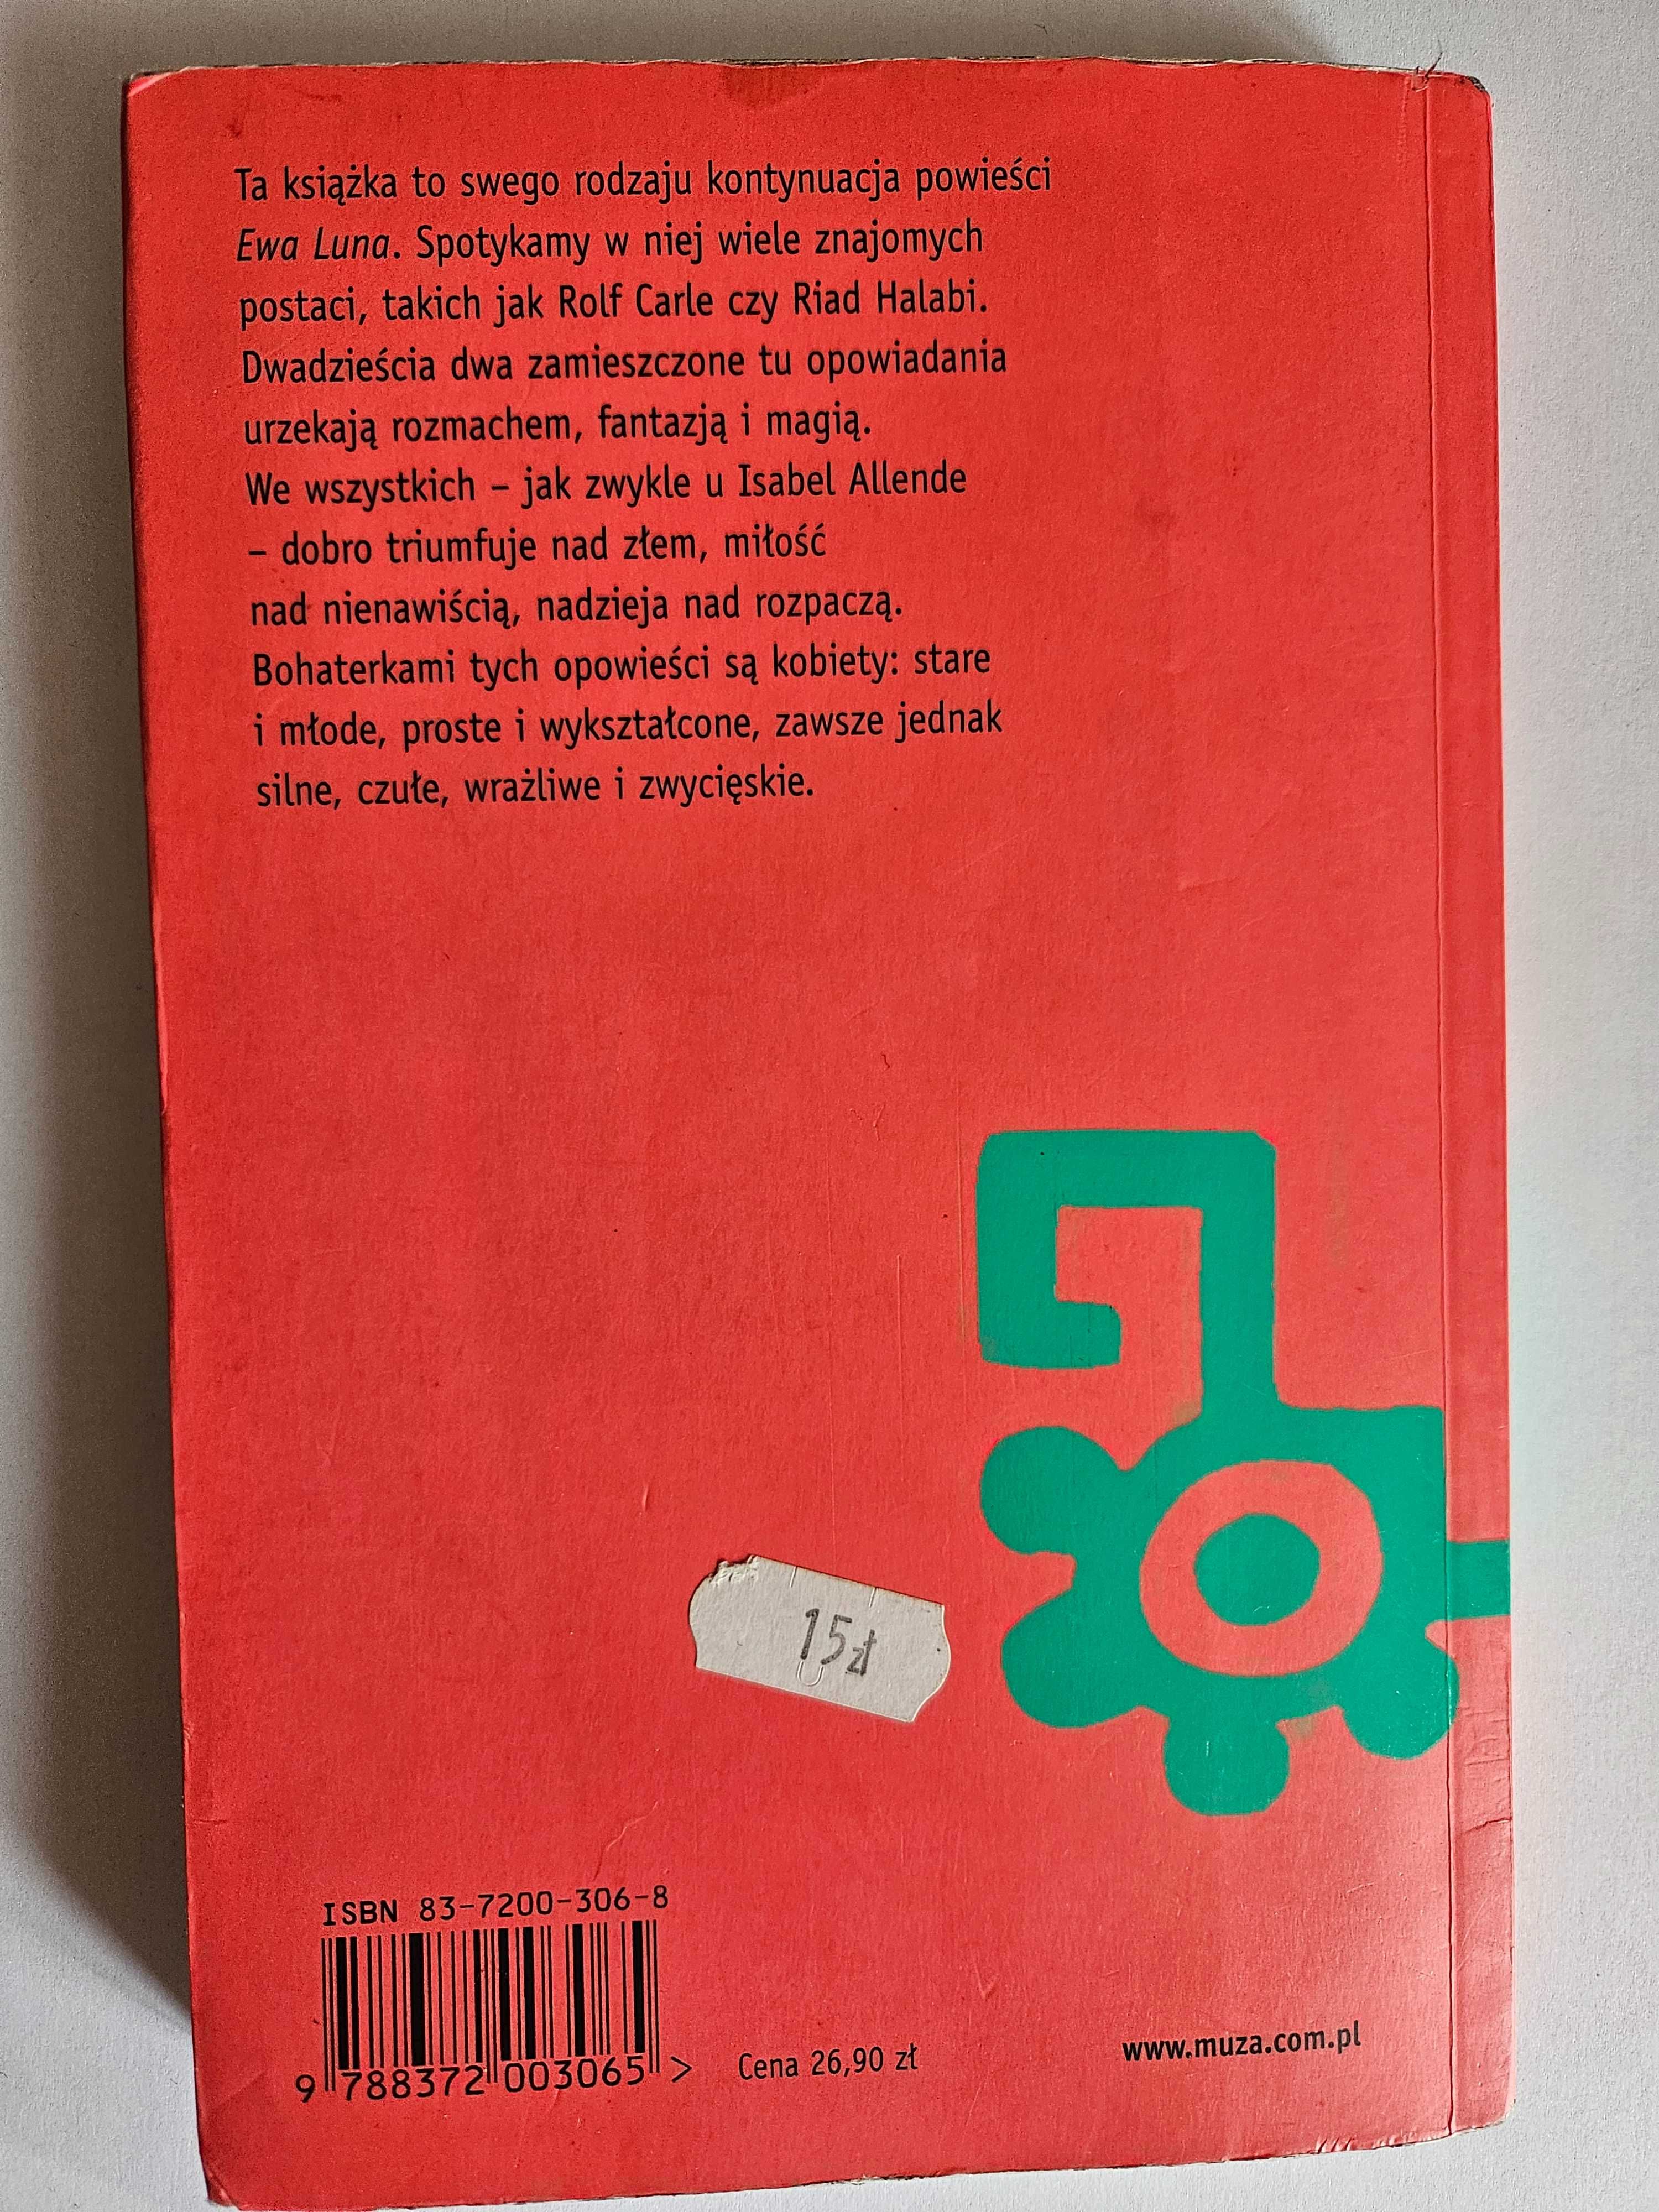 Ta książka to swego rodzaju kontynuacja powieści
Ewa Luna. Spotykamy w niej wiele znajomych
postaci, takich jak Rolf Carle czy Riad Halabi.
Dwadzieścia dwa zamieszczone tu opowiadania
urzekają rozmachem, fantazją i magią.
We wszystkich – jak zwykle u Isabel Allende
– dobro triumfuje nad złem, miłość
nad nienawiścią, nadzieja nad rozpaczą.
Bohaterkami tych opowieści są kobiety: stare
i młode, proste i wykształcone, zawsze jednak
silne, czułe, wrażliwe i zwycięskie.
15zł
ISBN 83-7200-306-8
9 788372 003065 >
Cena 26,90 zł
www.muza.com.pl